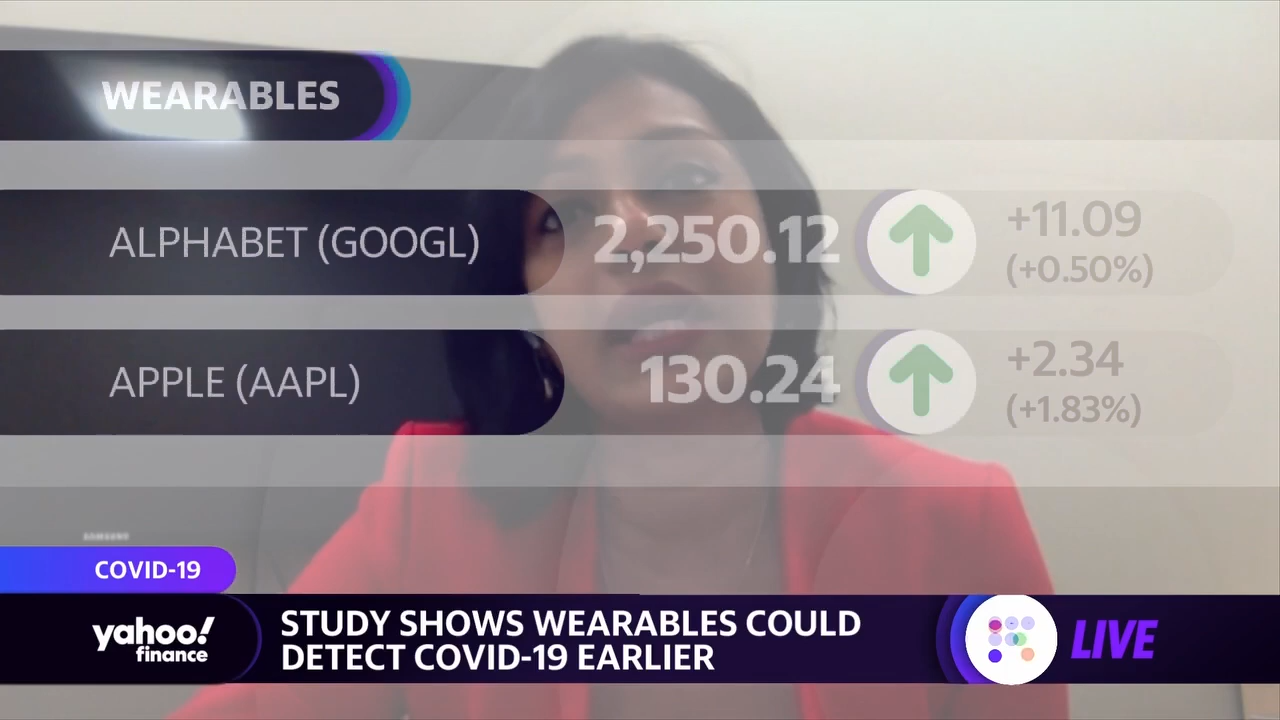 WEARABLES
ALPHABET (GOOGL) 2,250.12 +11.09
(+0.50%)
APPLE (AAPL) 130.24 +2.34
(+1.83%)
SAMSUNG
COVID-19
yahoo!
finance
STUDY SHOWS WEARABLES COULD
DETECT COVID-19 EARLIER
LIVE